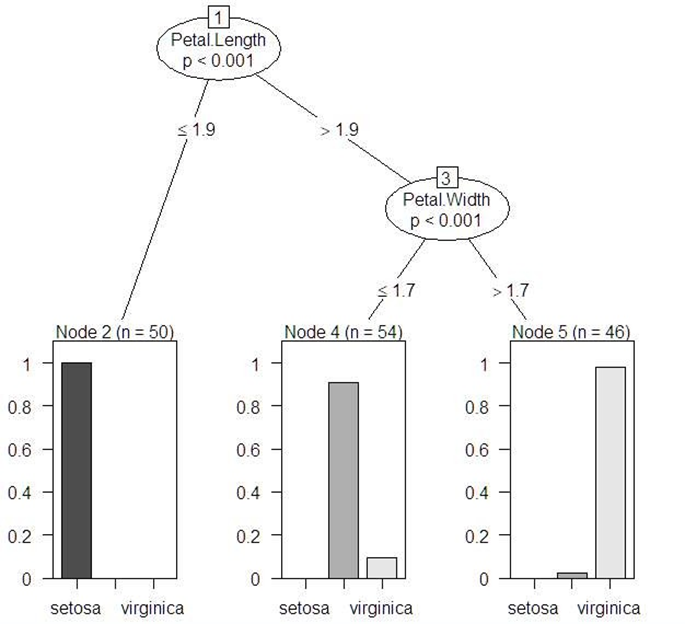 1
Petal.Length
p < 0.001
≤ 1.9
> 1.9
3
Petal.Width
p < 0.001
≤ 1.7
> 1.7
Node 2 (n = 50)
1
0.8
0.6
0.4
0.2
0
setosa virginica
Node 4 (n = 54)
1
0.8
0.6
0.4
0.2
0
setosa virginica
Node 5 (n = 46)
1
0.8
0.6
0.4
0.2
0
setosa virginica